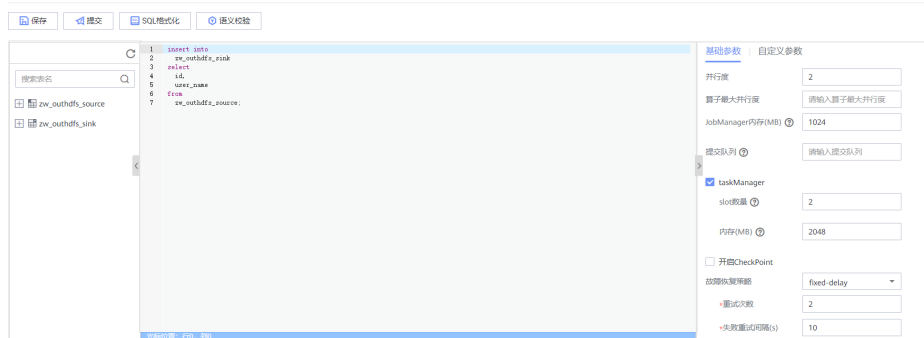 保存 提交 SQL格式化 语义校验
搜索表名
zw_outhdfs_source
zw_outhdfs_sink
1 insert into
2 zw_outhdfs_sink
3 select
4 id,
5 user_name
6 from
7 zw_outhdfs_source;
基础参数 自定义参数
并行度 2
算子最大并行度 请输入算子最大并行度
JobManager内存(MB) 1024
提交队列 请输入提交队列
taskManager
slot数量 2
内存(MB) 2048
开启CheckPoint
故障恢复策略 fixed-delay
*重试次数 2
*失败重试间隔(s) 10